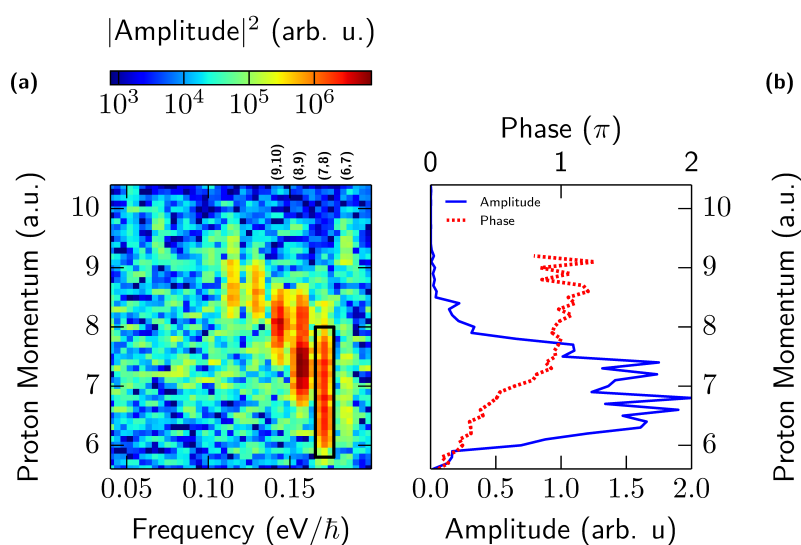 |Amplitude|² (arb. u.)
(a)
10³ 10⁴ 10⁵ 10⁶
(9,10) (8,9) (7,8) (6,7)
Proton Momentum (a.u.)
10
9
8
7
6
0.05 0.10 0.15
Frequency (eV/ℏ)
(b)
Phase (π)
0 1 2
Amplitude
Phase
10
9
8
7
6
Proton Momentum (a.u.)
0.0 0.5 1.0 1.5 2.0
Amplitude (arb. u)